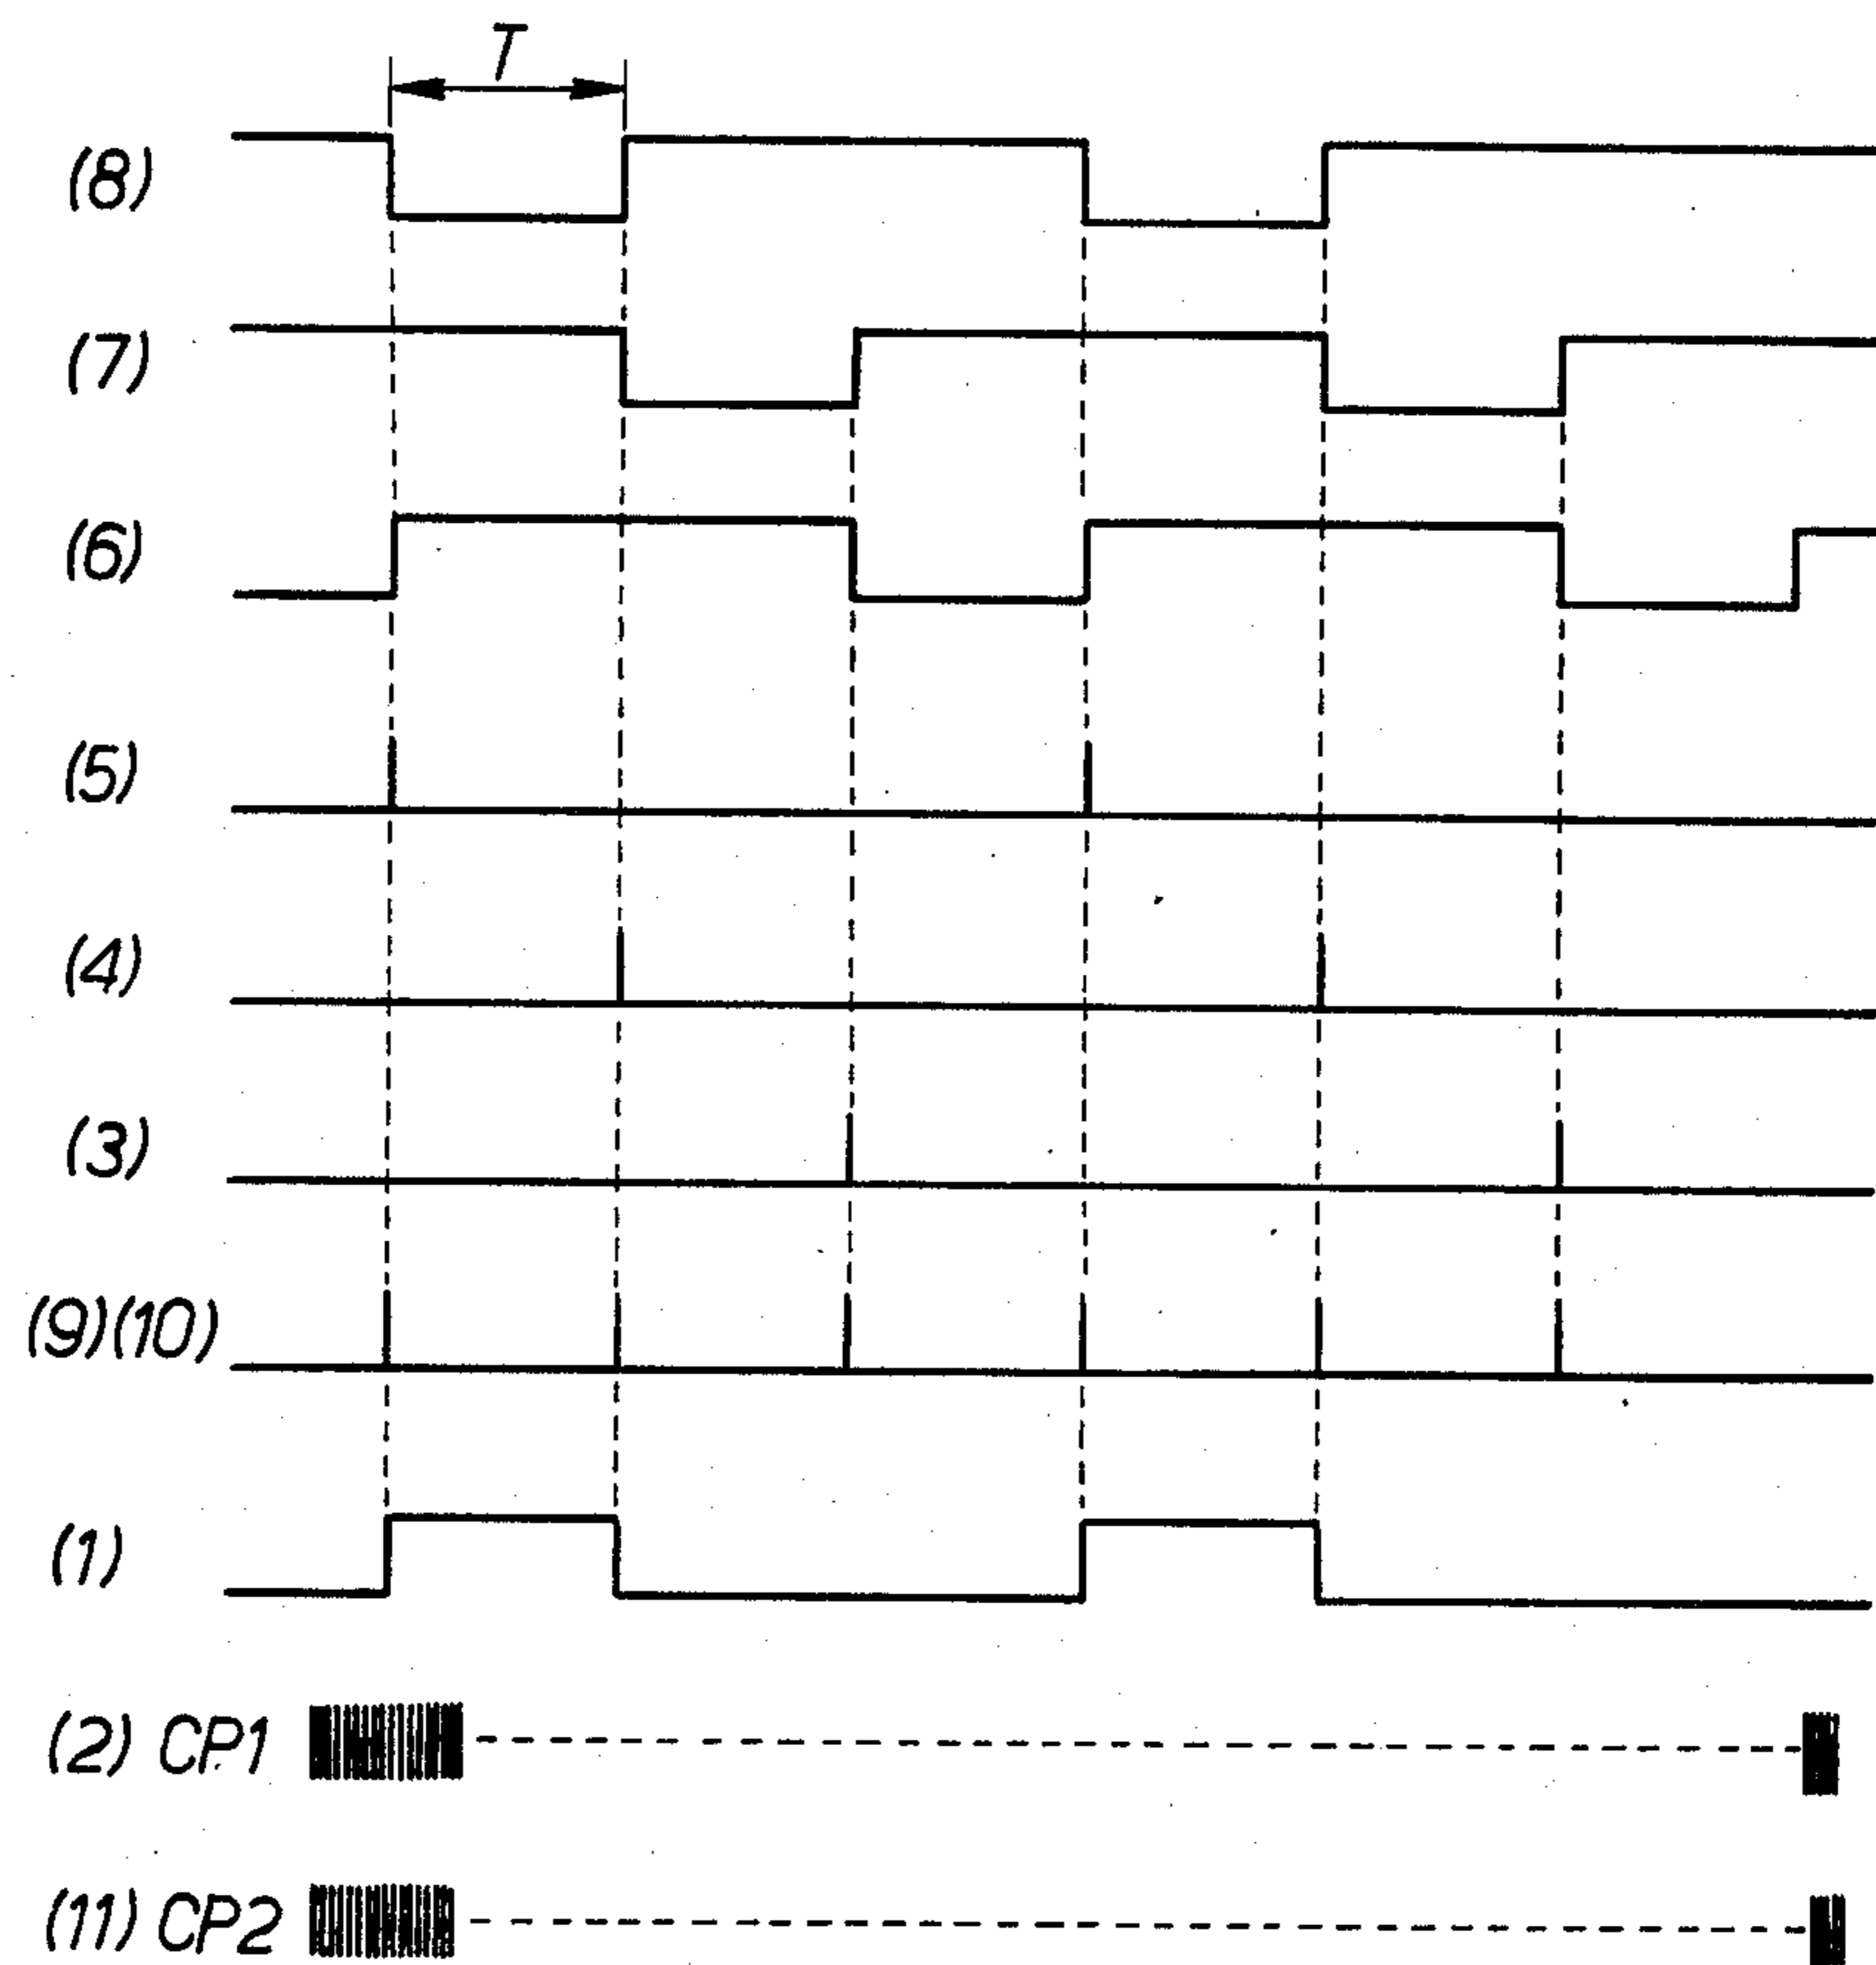 T
(8)
(7)
(6)
(5)
(4)
(3)
(9)(10)
(1)
(2) CP1
(11) CP2